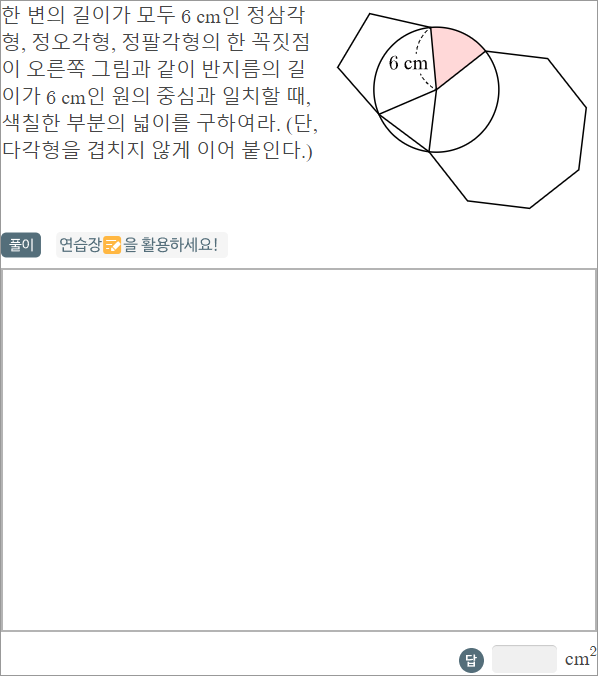 한 변의 길이가 모두 6 cm인 정삼각
형, 정오각형, 정팔각형의 한 꼭짓점
이 오른쪽 그림과 같이 반지름의 길
이가 6 cm인 원의 중심과 일치할 때,
색칠한 부분의 넓이를 구하여라. (단,
다각형을 겹치지 않게 이어 붙인다.)
6 cm
풀이 연습장을 활용하세요!
답 cm²